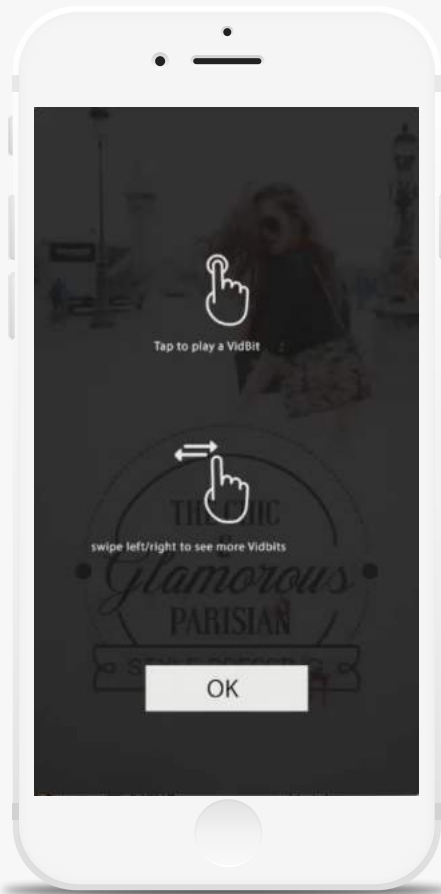 Tap to play a VidBit
swipe left/right to see more Vidbits
THE CHIC
&
Glamorous
PARISIAN
OK